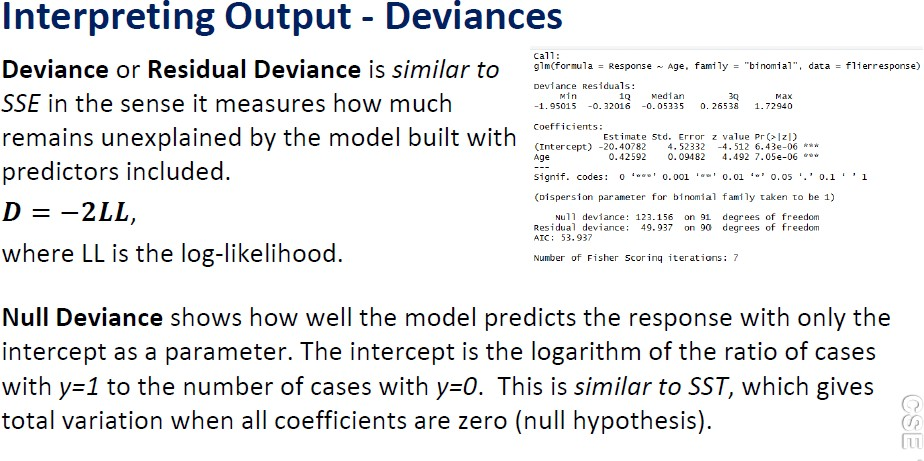 Interpreting Output - Deviances
Deviance or Residual Deviance is similar to
SSE in the sense it measures how much
remains unexplained by the model built with
predictors included.
D = −2LL,
where LL is the log-likelihood.
Call:
glm(formula = Response ~ Age, family = "binomial", data = flierresponse)
Deviance Residuals:
Min 1Q Median 3Q Max
-1.95015 -0.32016 -0.05335 0.26538 1.72940
Coefficients:
Estimate Std. Error z value Pr(>|z|)
(Intercept) -20.40782 4.52332 -4.512 6.43e-06 ***
Age 0.42592 0.09482 4.492 7.05e-06 ***
---
Signif. codes: 0 '***' 0.001 '**' 0.01 '*' 0.05 '.' 0.1 ' ' 1
(Dispersion parameter for binomial family taken to be 1)
Null deviance: 123.156 on 91 degrees of freedom
Residual deviance: 49.937 on 90 degrees of freedom
AIC: 53.937
Number of Fisher Scoring iterations: 7
Null Deviance shows how well the model predicts the response with only the
intercept as a parameter. The intercept is the logarithm of the ratio of cases
with y=1 to the number of cases with y=0. This is similar to SST, which gives
total variation when all coefficients are zero (null hypothesis).
CSE